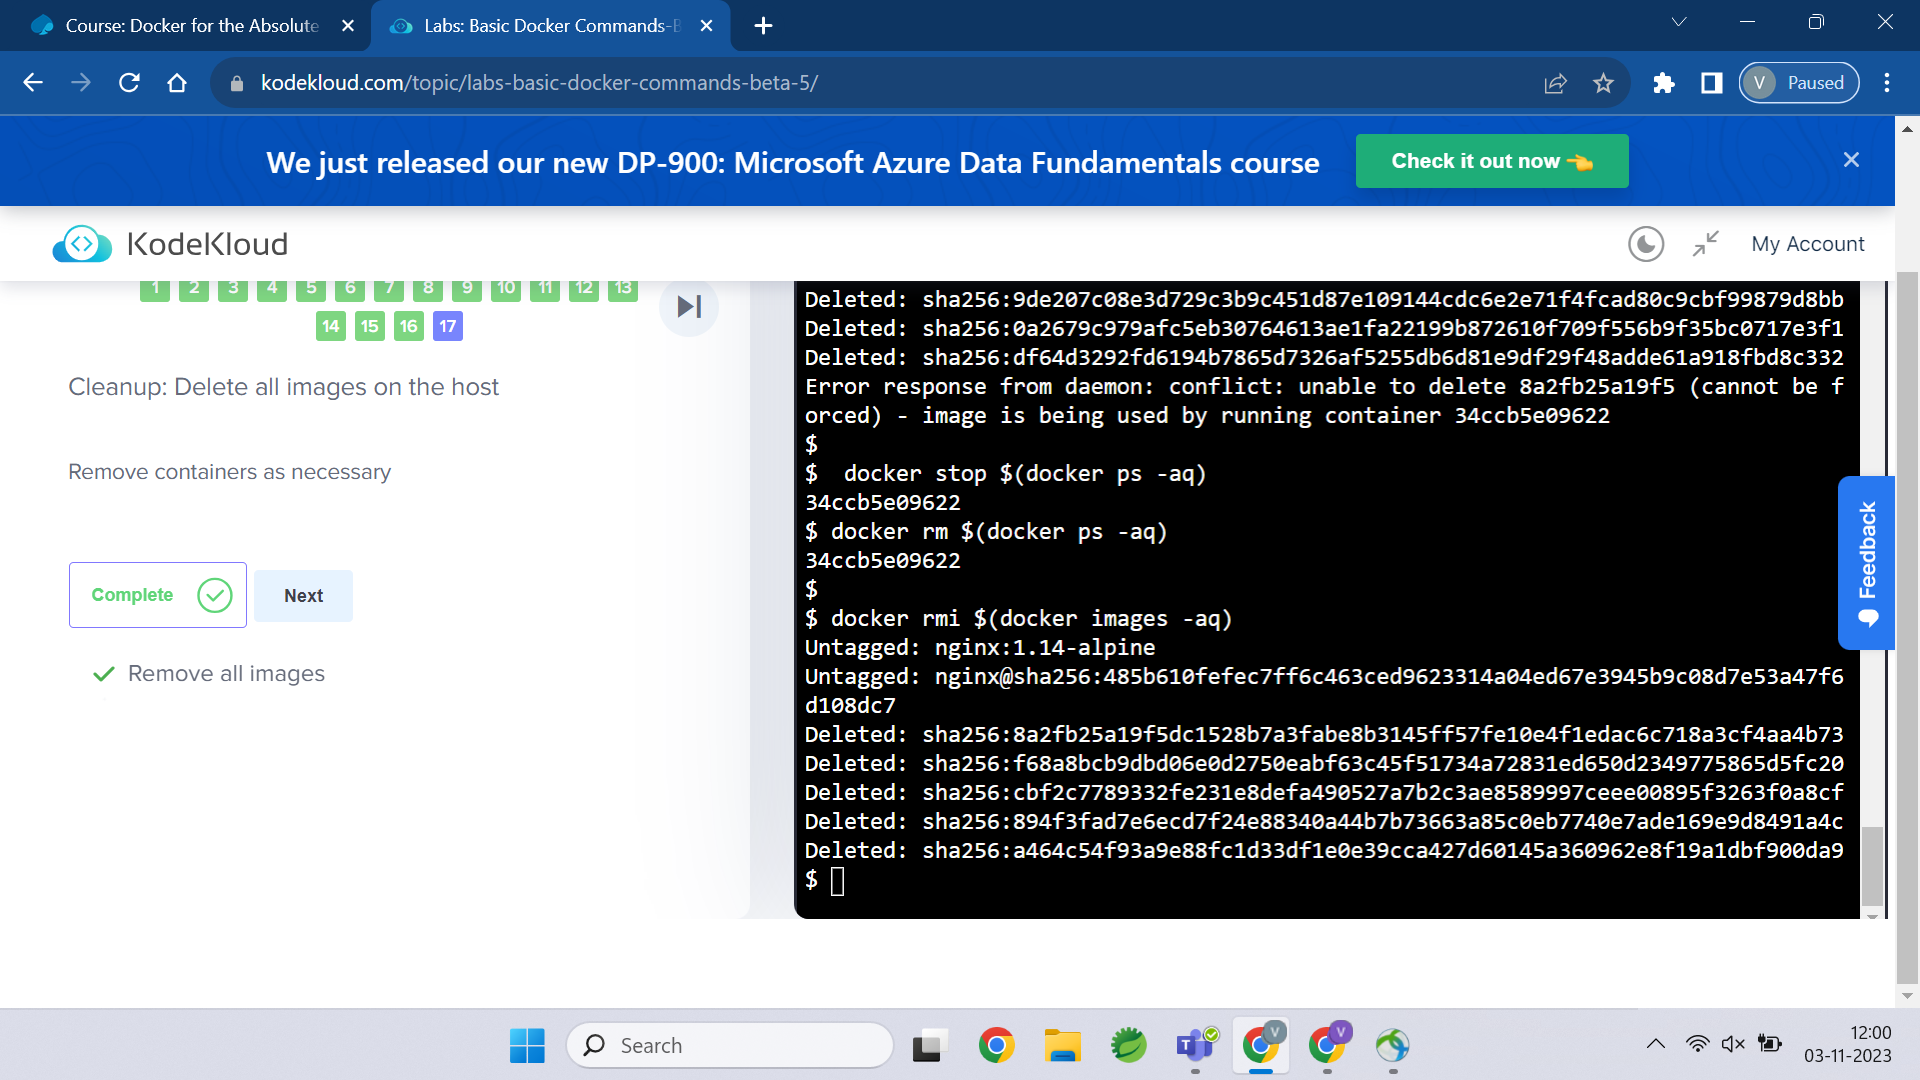 Course: Docker for the Absolute
Labs: Basic Docker Commands-B
kodekloud.com/topic/labs-basic-docker-commands-beta-5/
V Paused
We just released our new DP-900: Microsoft Azure Data Fundamentals course
Check it out now
KodeKloud
My Account
1 2 3 4 5 6 7 8 9 10 11 12 13
14 15 16 17
Cleanup: Delete all images on the host
Remove containers as necessary
Complete
Next
Remove all images
Deleted: sha256:9de207c08e3d729c3b9c451d87e109144cdc6e2e71f4fcad80c9cbf99879d8bb
Deleted: sha256:0a2679c979afc5eb30764613ae1fa22199b872610f709f556b9f35bc0717e3f1
Deleted: sha256:df64d3292fd6194b7865d7326af5255db6d81e9df29f48adde61a918fbd8c332
Error response from daemon: conflict: unable to delete 8a2fb25a19f5 (cannot be f
orced) - image is being used by running container 34ccb5e09622
$
$  docker stop $(docker ps -aq)
34ccb5e09622
$ docker rm $(docker ps -aq)
34ccb5e09622
$
$ docker rmi $(docker images -aq)
Untagged: nginx:1.14-alpine
Untagged: nginx@sha256:485b610fefec7ff6c463ced9623314a04ed67e3945b9c08d7e53a47f6
d108dc7
Deleted: sha256:8a2fb25a19f5dc1528b7a3fabe8b3145ff57fe10e4f1edac6c718a3cf4aa4b73
Deleted: sha256:f68a8bcb9dbd06e0d2750eabf63c45f51734a72831ed650d2349775865d5fc20
Deleted: sha256:cbf2c7789332fe231e8defa490527a7b2c3ae8589997ceee00895f3263f0a8cf
Deleted: sha256:894f3fad7e6ecd7f24e88340a44b7b73663a85c0eb7740e7ade169e9d8491a4c
Deleted: sha256:a464c54f93a9e88fc1d33df1e0e39cca427d60145a360962e8f19a1dbf900da9
$
Feedback
Search
T
V
V
12:00
03-11-2023